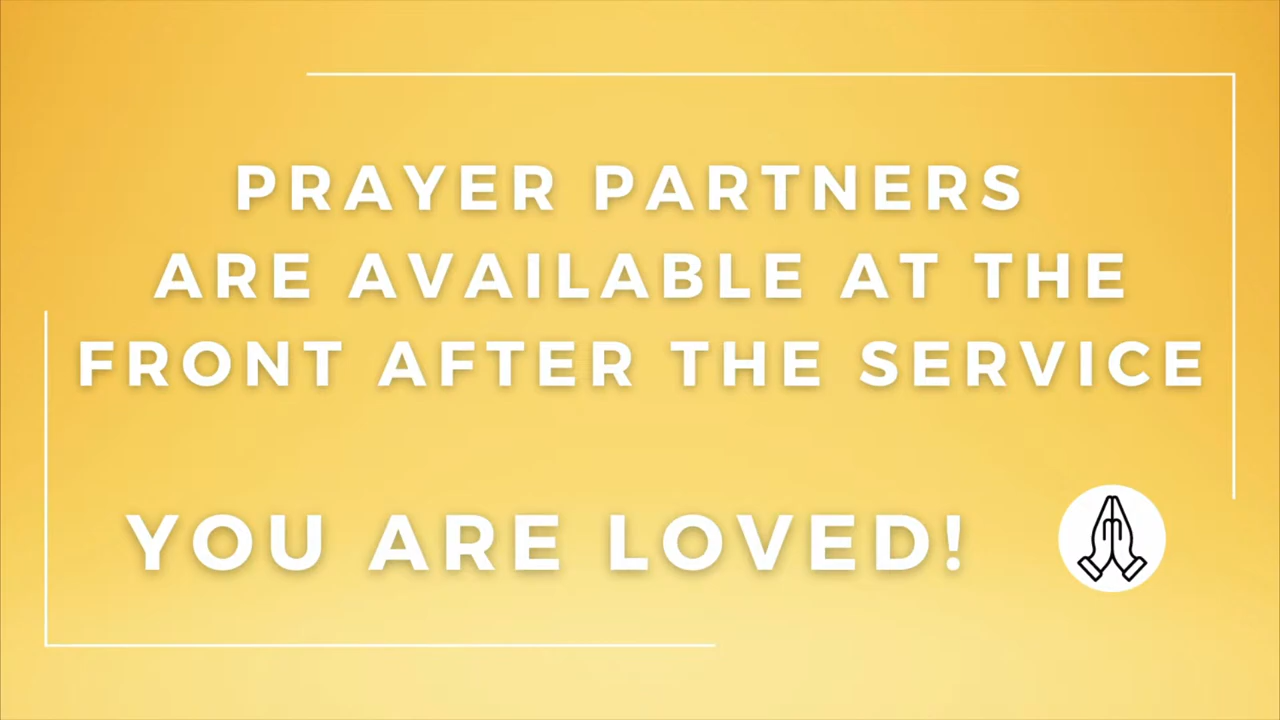 PRAYER PARTNERS
ARE AVAILABLE AT THE
FRONT AFTER THE SERVICE
YOU ARE LOVED!